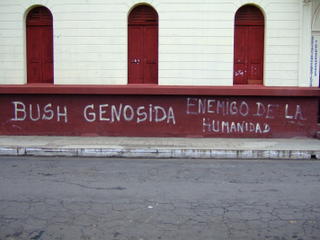 BUSH GENOSIDA ENEMIGO DE LA
HUMANIDAD